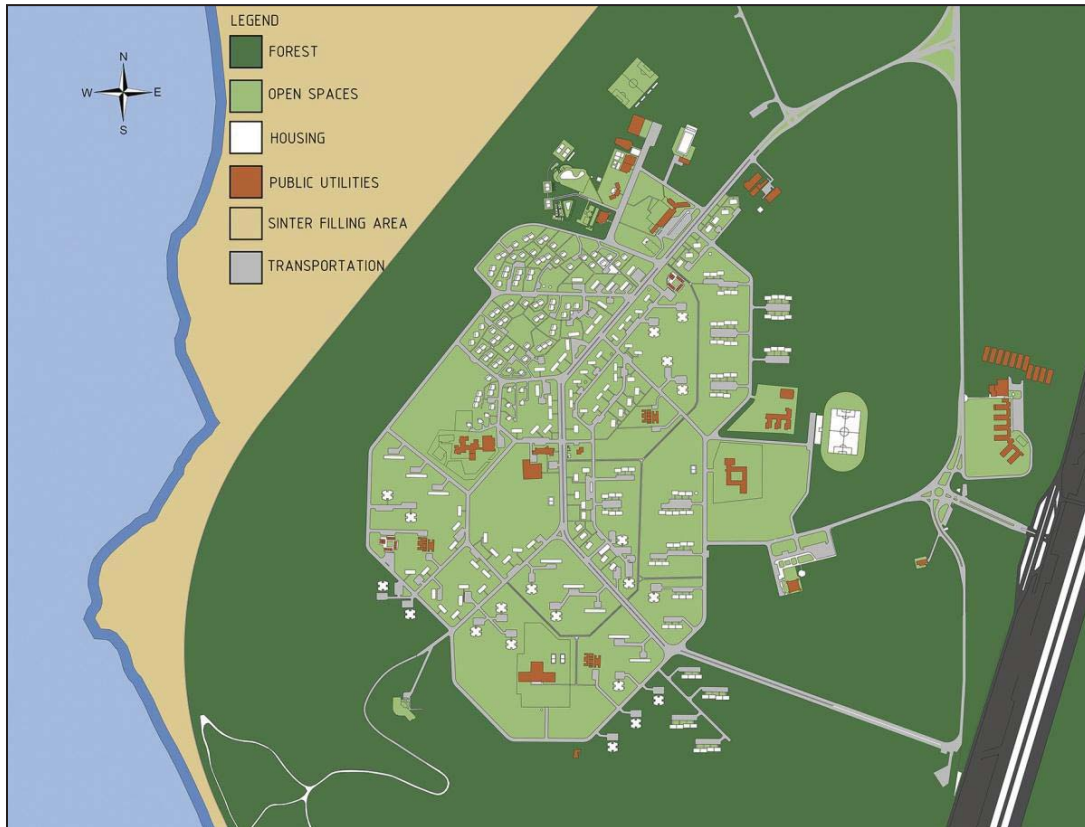 LEGEND
FOREST
OPEN SPACES
HOUSING
PUBLIC UTILITIES
SINTER FILLING AREA
TRANSPORTATION
N
W E
S